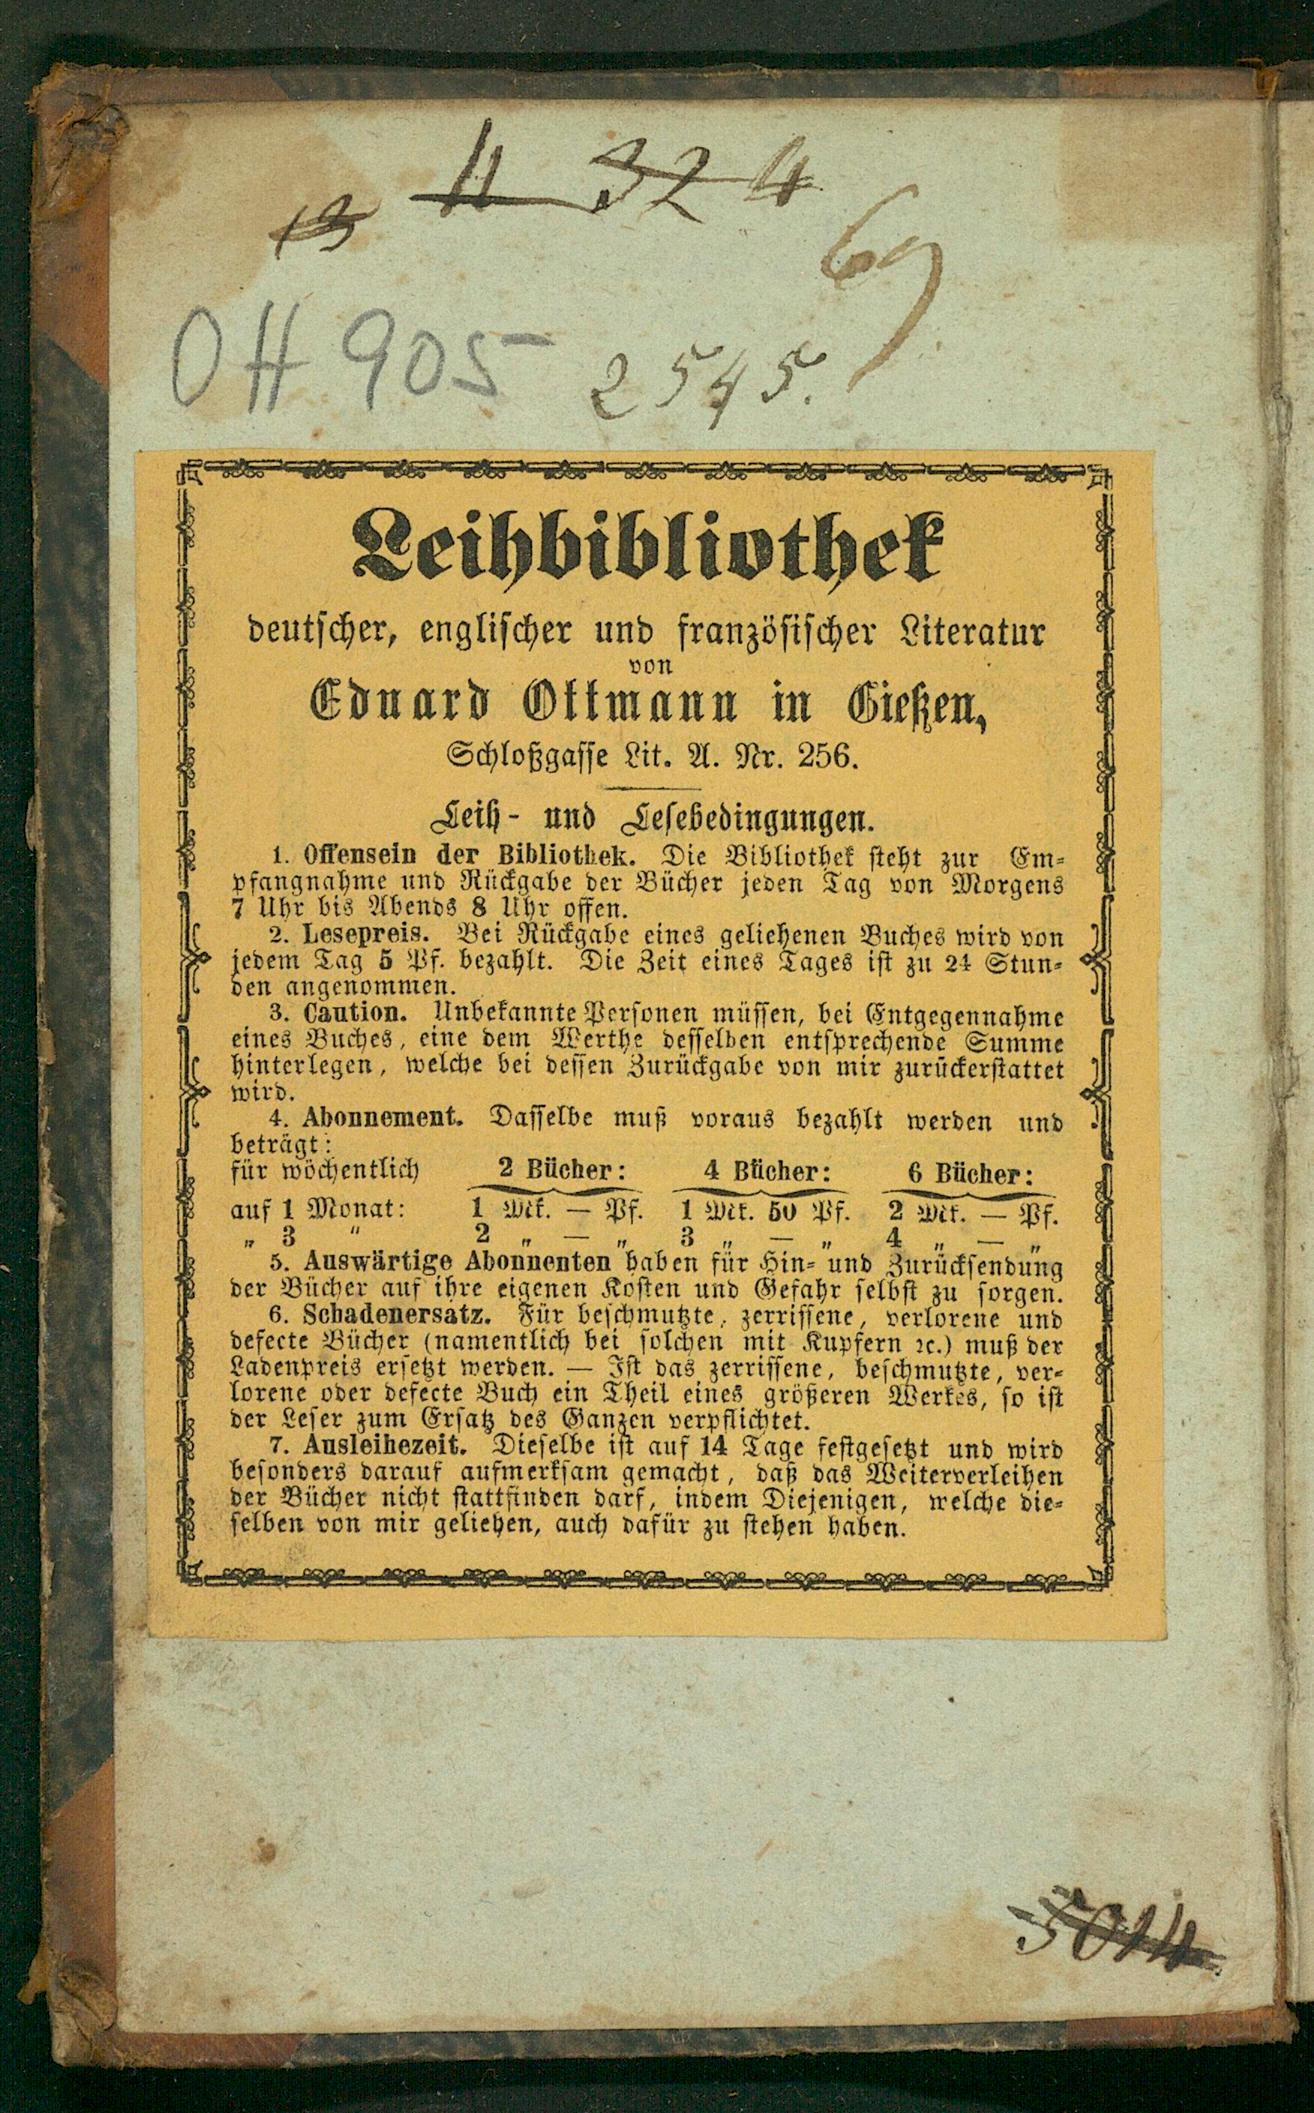 13
11 324
69
OH 905
2545.
Leihbibliothek
deutscher, englischer und französischer Literatur
von
Eduard Ottmann in Gießen,
Schloßgasse Lit. A. Nr. 256.
Leih- und Lesebedingungen.
1. Offensein der Bibliothek. Die Bibliothek steht zur Em-
pfangnahme und Rückgabe der Bücher jeden Tag von Morgens
7 Uhr bis Abends 8 Uhr offen.
2. Lesepreis. Bei Rückgabe eines geliehenen Buches wird von
jedem Tag 5 Pf. bezahlt. Die Zeit eines Tages ist zu 24 Stun-
den angenommen.
3. Caution. Unbekannte Personen müssen, bei Entgegennahme
eines Buches, eine dem Werthe desselben entsprechende Summe
hinterlegen, welche bei dessen Zurückgabe von mir zurückerstattet
wird.
4. Abonnement. Dasselbe muß voraus bezahlt werden und
beträgt:
für wöchentlich 2 Bücher: 4 Bücher: 6 Bücher:
auf 1 Monat: 1 Mk. — Pf. 1 Mk. 50 Pf. 2 Mk. — Pf.
„ 3 „ 2 „ — „ 3 „ — „ 4 „ — „
5. Auswärtige Abonnenten haben für Hin- und Zurücksendung
der Bücher auf ihre eigenen Kosten und Gefahr selbst zu sorgen.
6. Schadenersatz. Für beschmutzte, zerrissene, verlorene und
defecte Bücher (namentlich bei solchen mit Kupfern ꝛc.) muß der
Ladenpreis ersetzt werden. — Ist das zerrissene, beschmutzte, ver-
lorene oder defecte Buch ein Theil eines größeren Werkes, so ist
der Leser zum Ersatz des Ganzen verpflichtet.
7. Ausleihezeit. Dieselbe ist auf 14 Tage festgesetzt und wird
besonders darauf aufmerksam gemacht, daß das Weiterverleihen
der Bücher nicht stattfinden darf, indem Diejenigen, welche die-
selben von mir geliehen, auch dafür zu stehen haben.
5014